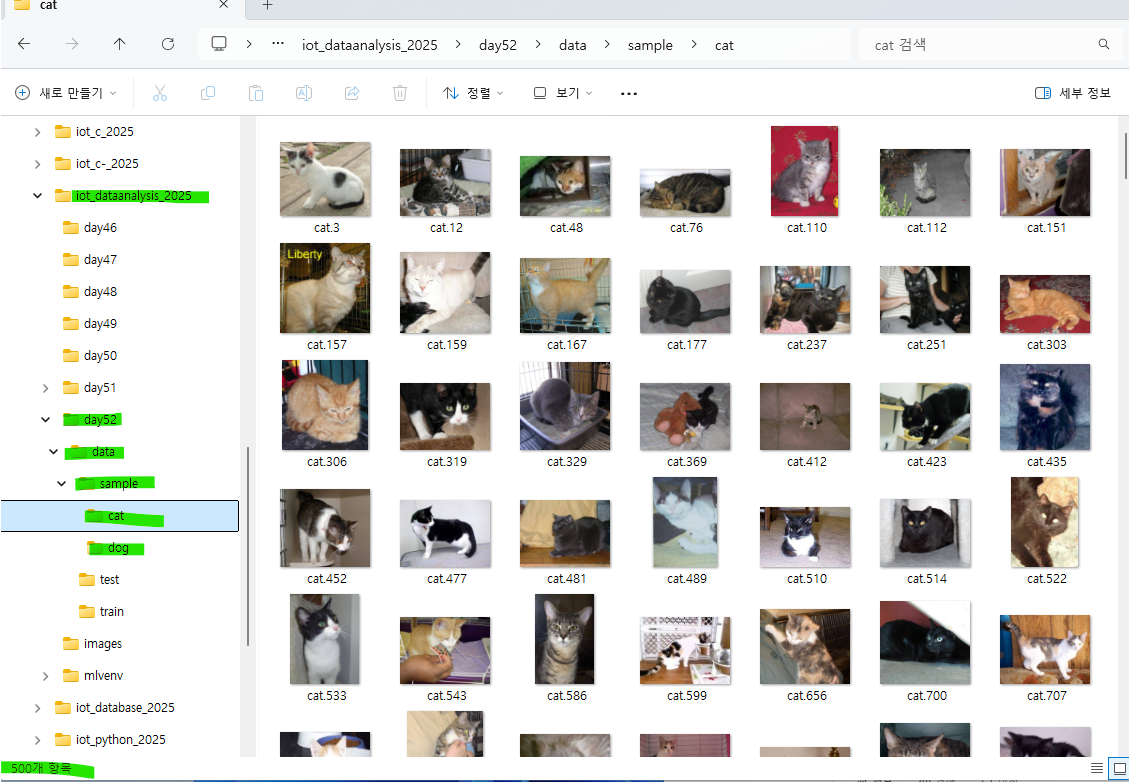 cat
iot_dataanalysis_2025 day52 data sample cat
cat 검색
새로 만들기
정렬
보기
세부 정보
iot_c_2025
iot_c-_2025
iot_dataanalysis_2025
day46
day47
day48
day49
day50
day51
day52
data
sample
cat
dog
test
train
images
mlvenv
iot_database_2025
iot_python_2025
cat.3 cat.12 cat.48 cat.76 cat.110 cat.112 cat.151
Liberty
cat.157 cat.159 cat.167 cat.177 cat.237 cat.251 cat.303
cat.306 cat.319 cat.329 cat.369 cat.412 cat.423 cat.435
cat.452 cat.477 cat.481 cat.489 cat.510 cat.514 cat.522
cat.533 cat.543 cat.586 cat.599 cat.656 cat.700 cat.707
500개 항목